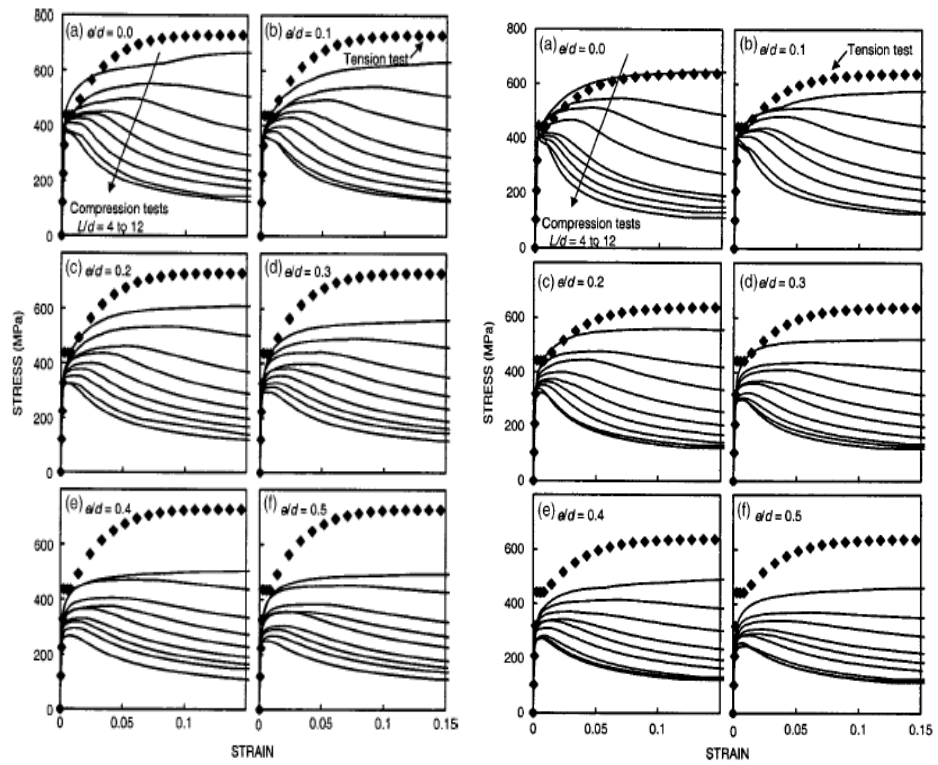 800
(a) e/d = 0.0
(b) e/d = 0.1
Tension test
600
400
200
Compression tests
L/d = 4 to 12
0
(c) e/d = 0.2
(d) e/d = 0.3
600
400
200
0
STRESS (MPa)
(e) e/d = 0.4
(f) e/d = 0.5
600
400
200
0
0
0.05
0.1
0
0.05
0.1
0.15
STRAIN
800
(a) e/d = 0.0
(b) e/d = 0.1
Tension test
600
400
200
Compression tests
L/d = 4 to 12
0
(c) e/d = 0.2
(d) e/d = 0.3
600
400
200
0
STRESS (MPa)
(e) e/d = 0.4
(f) e/d = 0.5
600
400
200
0
0
0.05
0.1
0
0.05
0.1
0.15
STRAIN